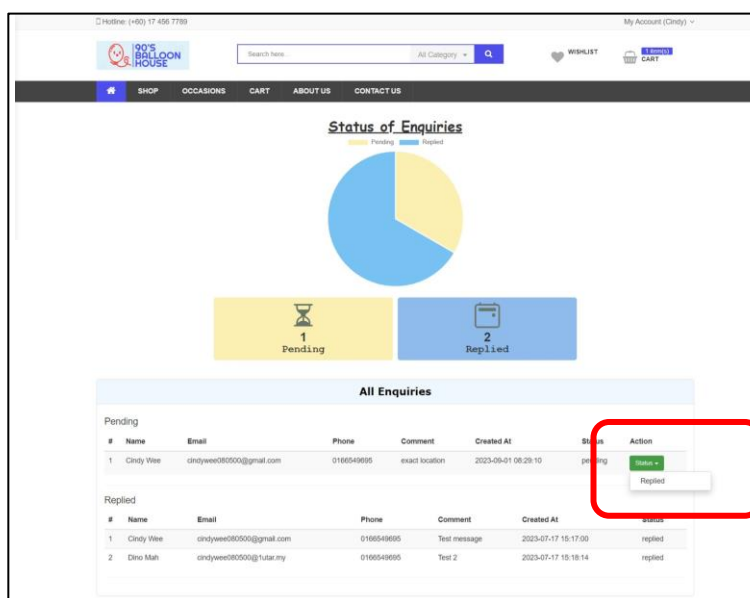 Hotline: (+60) 17 456 7789 My Account (Cindy)
90'S BALLOON HOUSE
Search here.. All Category
WISHLIST
1 item(s)
CART
SHOP OCCASIONS CART ABOUT US CONTACT US
Status of Enquiries
Pending Replied
1 2
Pending Replied
All Enquiries
Pending
# Name Email Phone Comment Created At Status Action
1 Cindy Wee cindywee080500@gmail.com 0166549695 exact location 2023-09-01 08:29:10 pending Status
Replied
Replied
# Name Email Phone Comment Created At Status
1 Cindy Wee cindywee080500@gmail.com 0166549695 Test message 2023-07-17 15:17:00 replied
2 Dino Mah cindywee080500@1utar.my 0166549695 Test 2 2023-07-17 15:18:14 replied